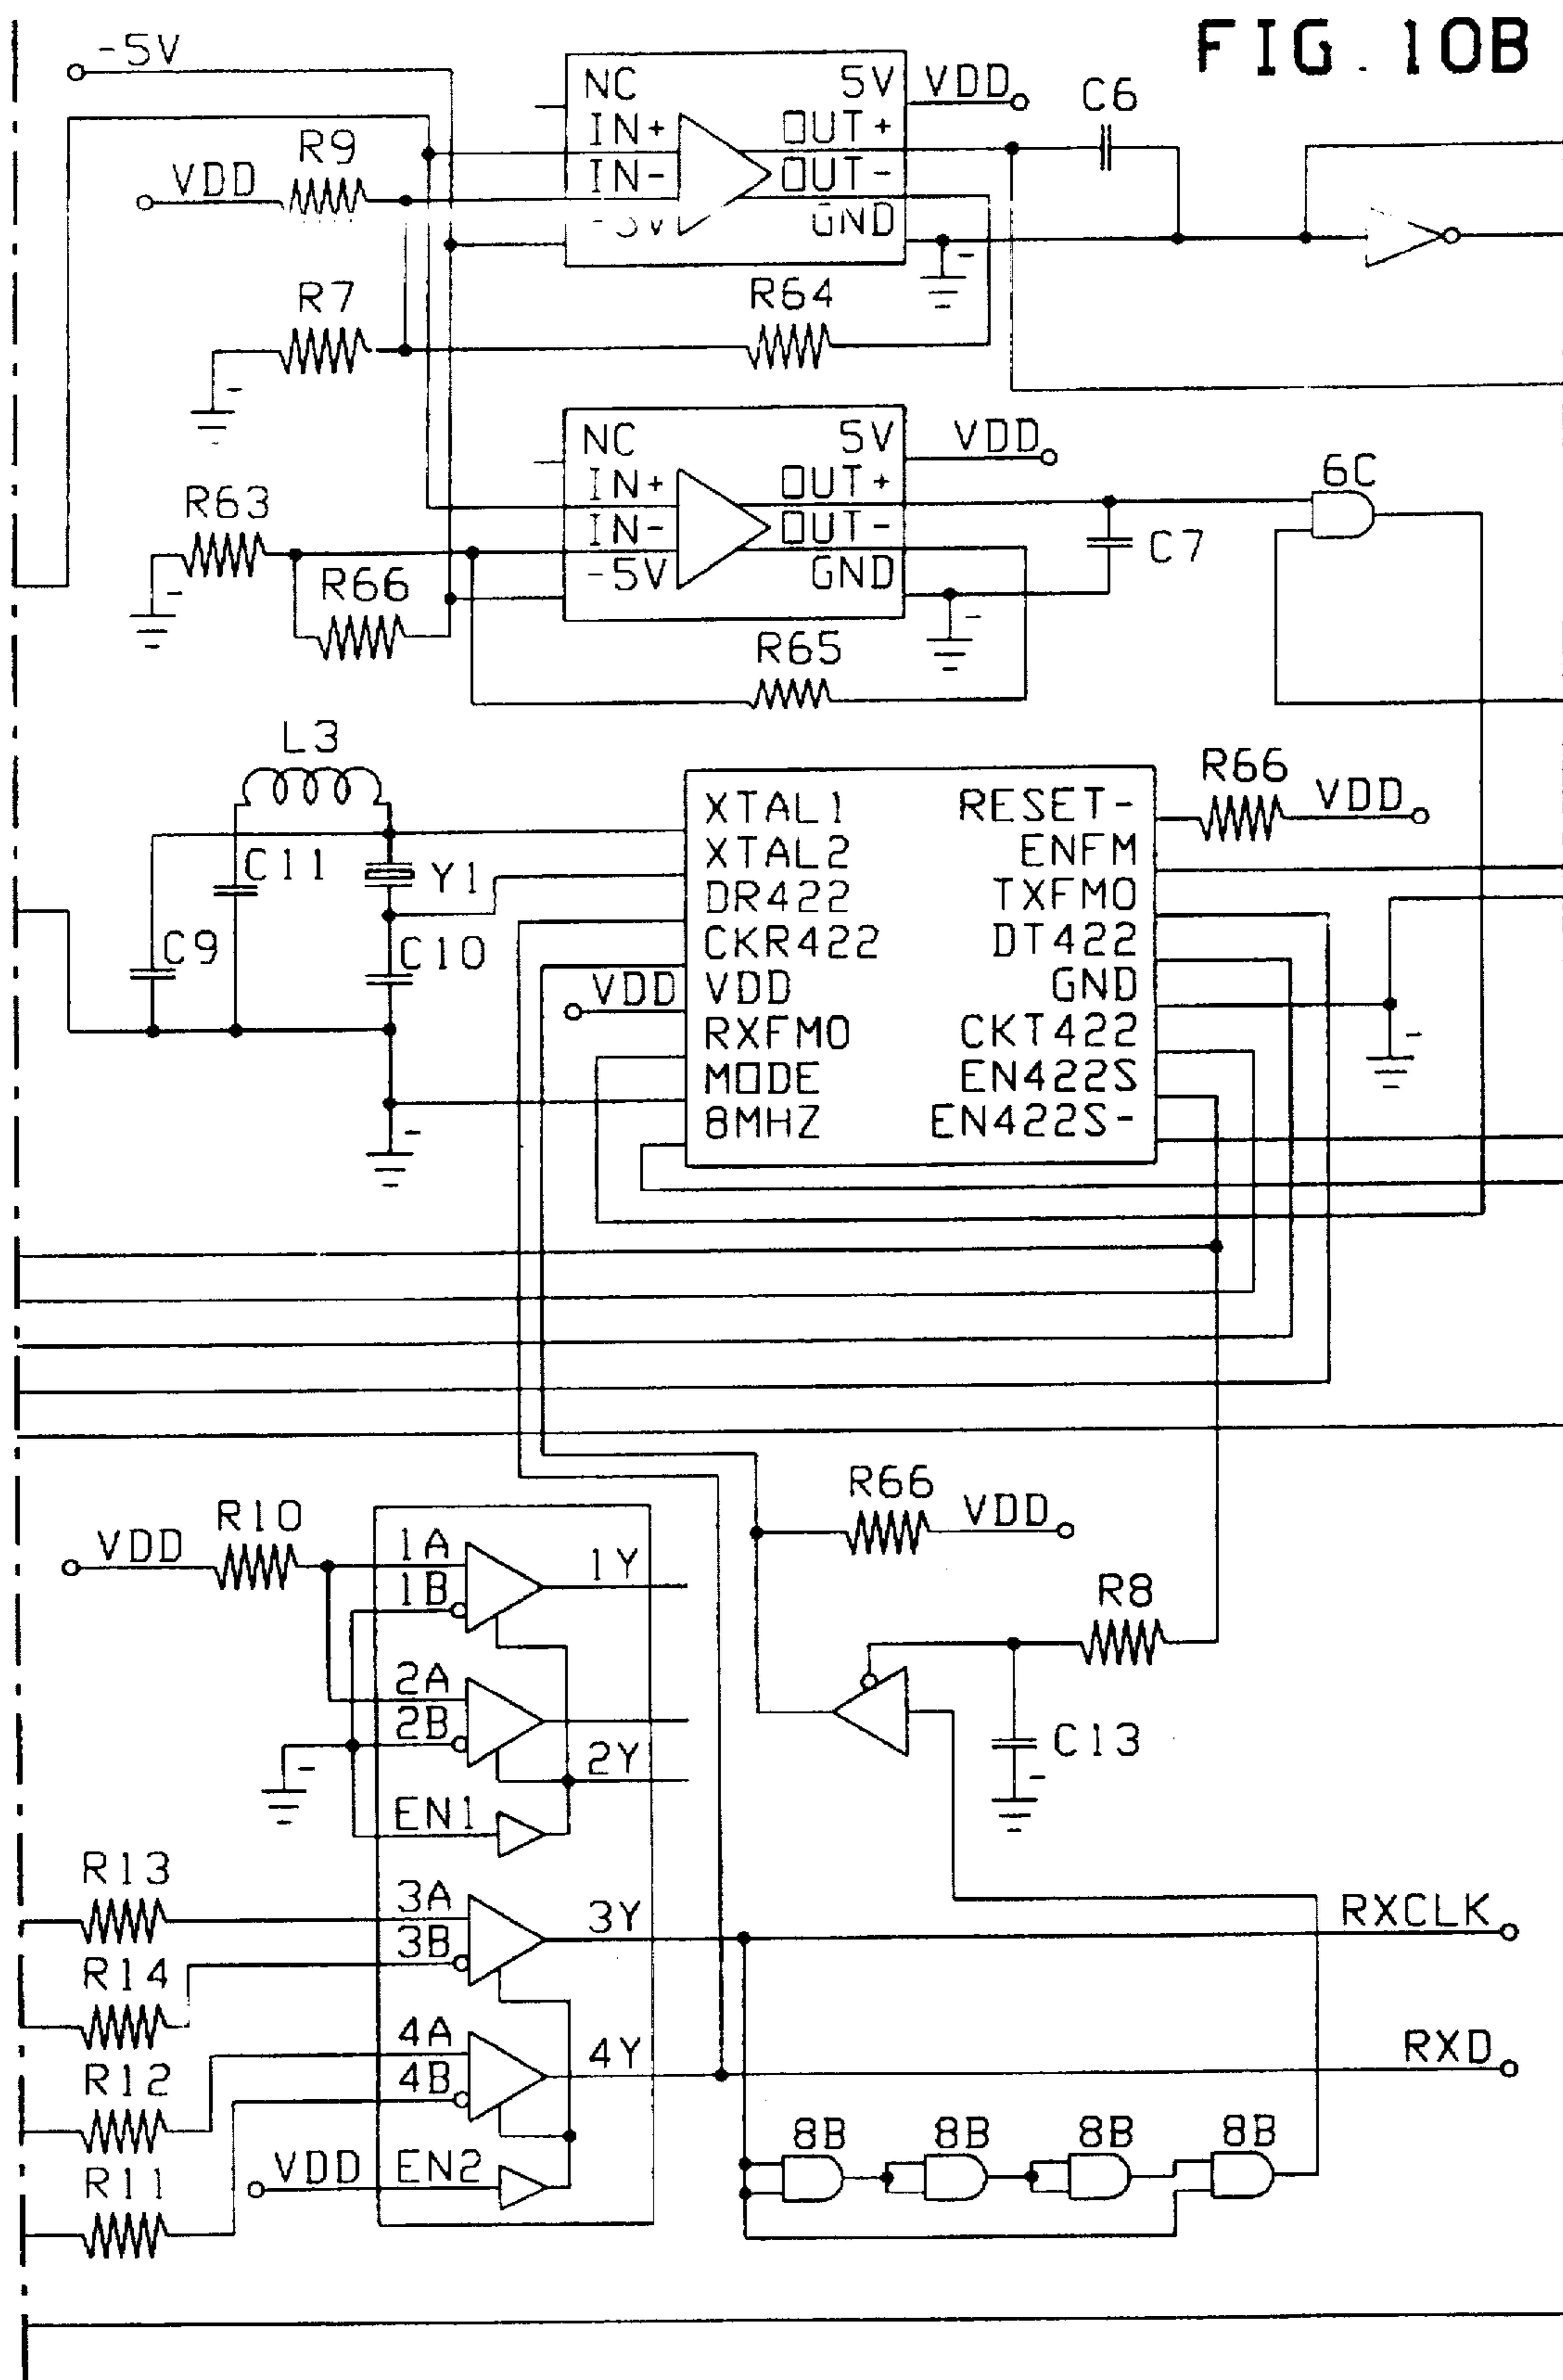 FIG. 10B
-5V
NC
5V
VDD
C6
IN+
OUT+
R9
VDD
IN-
OUT-
-5V
GND
R7
R64
NC
5V
VDD
IN+
OUT+
6C
R63
IN-
OUT-
C7
-5V
GND
R66
R65
L3
XTAL1
RESET-
R66
VDD
XTAL2
ENFM
C11
Y1
DR422
TXFMO
C9
C10
CKR422
DT422
VDD
VDD
GND
RXFMO
CKT422
MODE
EN422S
8MHZ
EN422S-
R66
VDD
R10
VDD
1A
1Y
1B
R8
2A
2B
2Y
C13
EN1
R13
3A
3Y
RXCLK
3B
R14
4A
4Y
RXD
R12
4B
8B
8B
8B
8B
VDD
EN2
R11